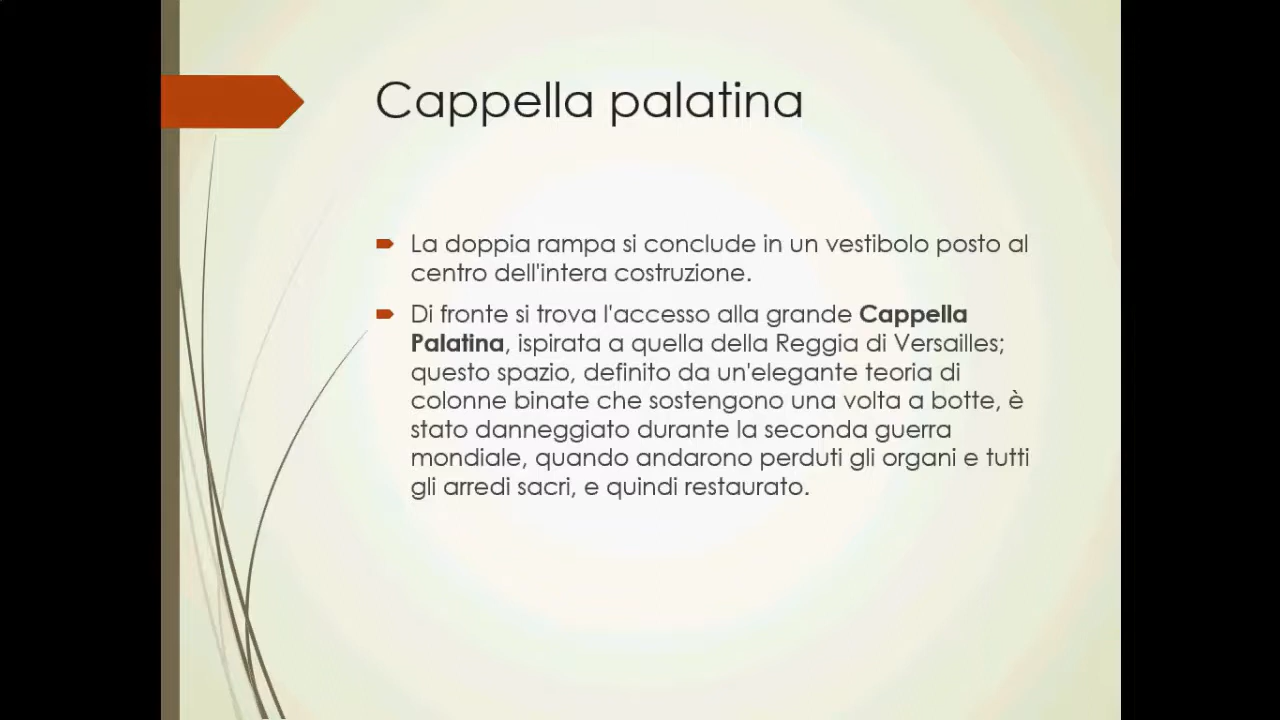 Cappella palatina
La doppia rampa si conclude in un vestibolo posto al
centro dell'intera costruzione.
Di fronte si trova l'accesso alla grande Cappella
Palatina, ispirata a quella della Reggia di Versailles;
questo spazio, definito da un'elegante teoria di
colonne binate che sostengono una volta a botte, è
stato danneggiato durante la seconda guerra
mondiale, quando andarono perduti gli organi e tutti
gli arredi sacri, e quindi restaurato.